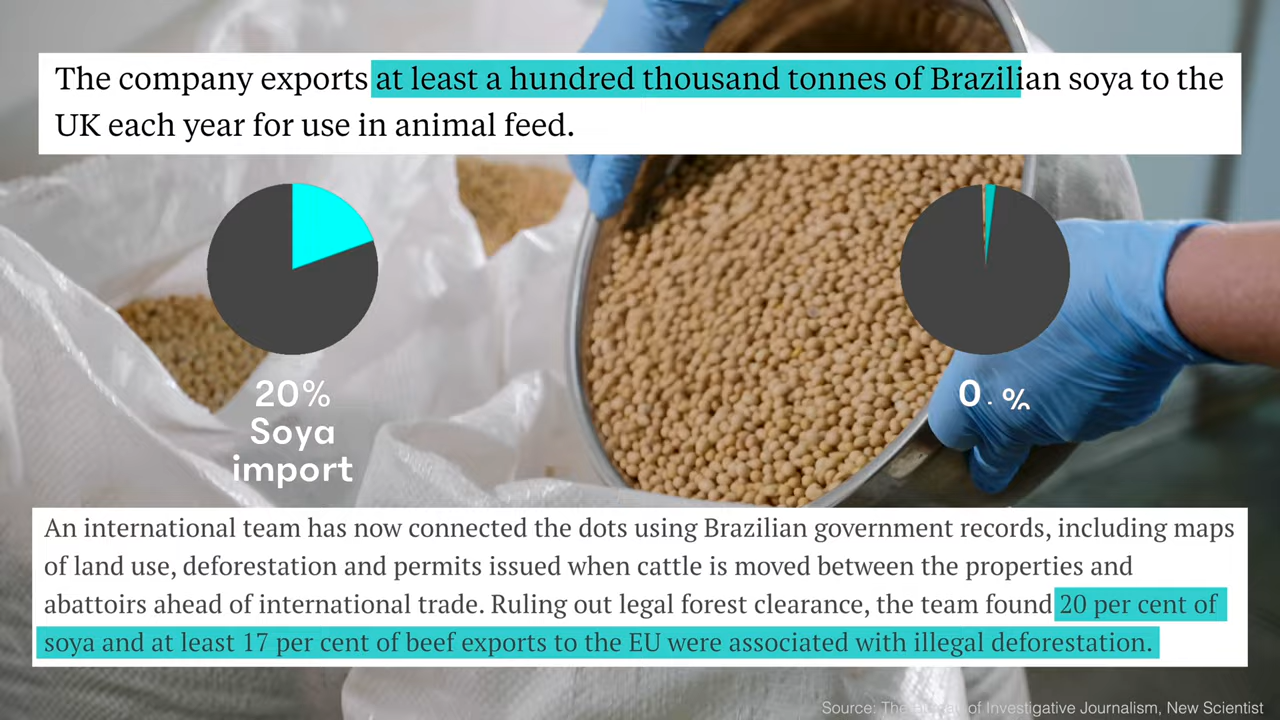 The company exports at least a hundred thousand tonnes of Brazilian soya to the
UK each year for use in animal feed.
20%
Soya
import
0. %
An international team has now connected the dots using Brazilian government records, including maps
of land use, deforestation and permits issued when cattle is moved between the properties and
abattoirs ahead of international trade. Ruling out legal forest clearance, the team found 20 per cent of
soya and at least 17 per cent of beef exports to the EU were associated with illegal deforestation.
Source: The Bureau of Investigative Journalism, New Scientist